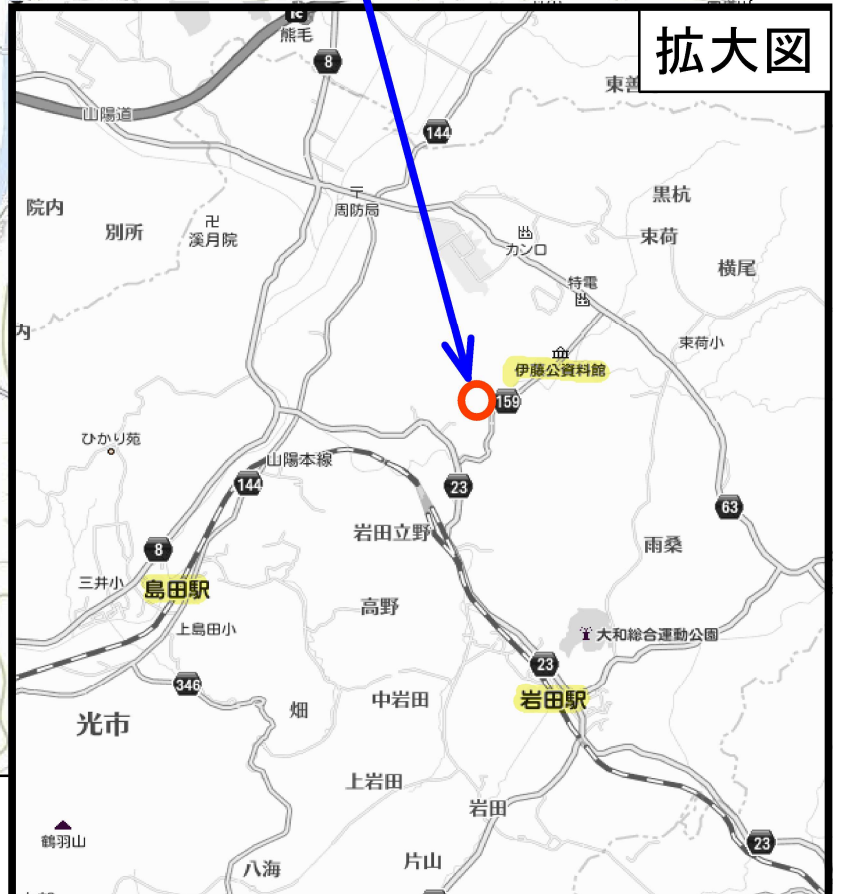 拡大図
熊毛
8
山陽道
144
東善
院内
別所
溪月院
周防局
黒杭
束荷
カンロ
横尾
特電
内
束荷小
伊藤公資料館
159
ひかり苑
山陽本線
144
23
63
岩田立野
雨桑
8
三井小
島田駅
高野
上島田小
大和総合運動公園
23
346
岩田駅
中岩田
畑
光市
上岩田
岩田
鶴羽山
23
片山
八海